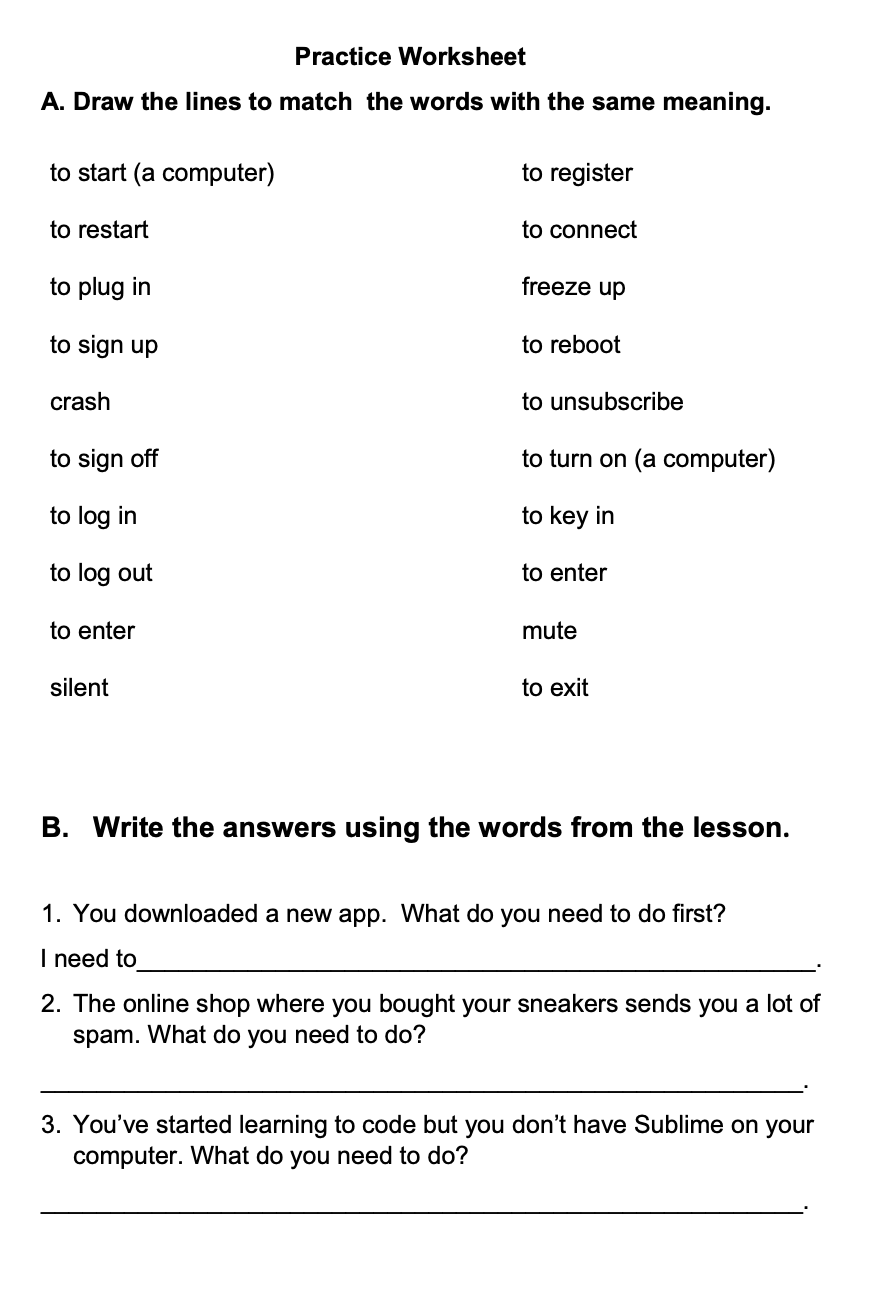 Practice Worksheet
A. Draw the lines to match  the words with the same meaning.
to start (a computer) to register
to restart to connect
to plug in freeze up
to sign up to reboot
crash to unsubscribe
to sign off to turn on (a computer)
to log in to key in
to log out to enter
to enter mute
silent to exit
B.  Write the answers using the words from the lesson.
1. You downloaded a new app.  What do you need to do first?
I need to__________________________________________________.
2. The online shop where you bought your sneakers sends you a lot of
spam. What do you need to do?
________________________________________________________.
3. You’ve started learning to code but you don’t have Sublime on your
computer. What do you need to do?
________________________________________________________.